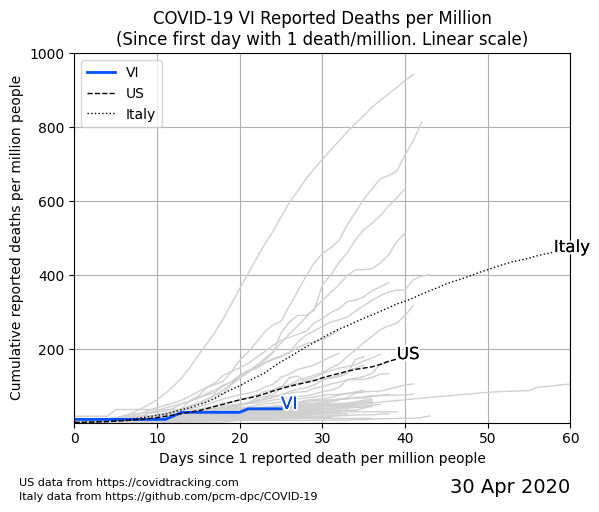 COVID-19 VI Reported Deaths per Million
(Since first day with 1 death/million. Linear scale)
Cumulative reported deaths per million people
1000
800
600
400
200
VI
US
Italy
Italy
US
VI
0 10 20 30 40 50 60
Days since 1 reported death per million people
US data from https://covidtracking.com
Italy data from https://github.com/pcm-dpc/COVID-19
30 Apr 2020